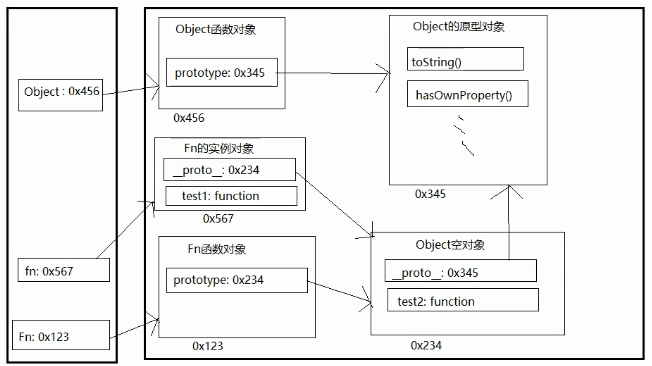 Object : 0x456
fn: 0x567
Fn: 0x123
Object函数对象
prototype: 0x345
0x456
Fn的实例对象
__proto__: 0x234
test1: function
0x567
Fn函数对象
prototype: 0x234
0x123
Object的原型对象
toString()
hasOwnProperty()
0x345
Object空对象
__proto__: 0x345
test2: function
0x234